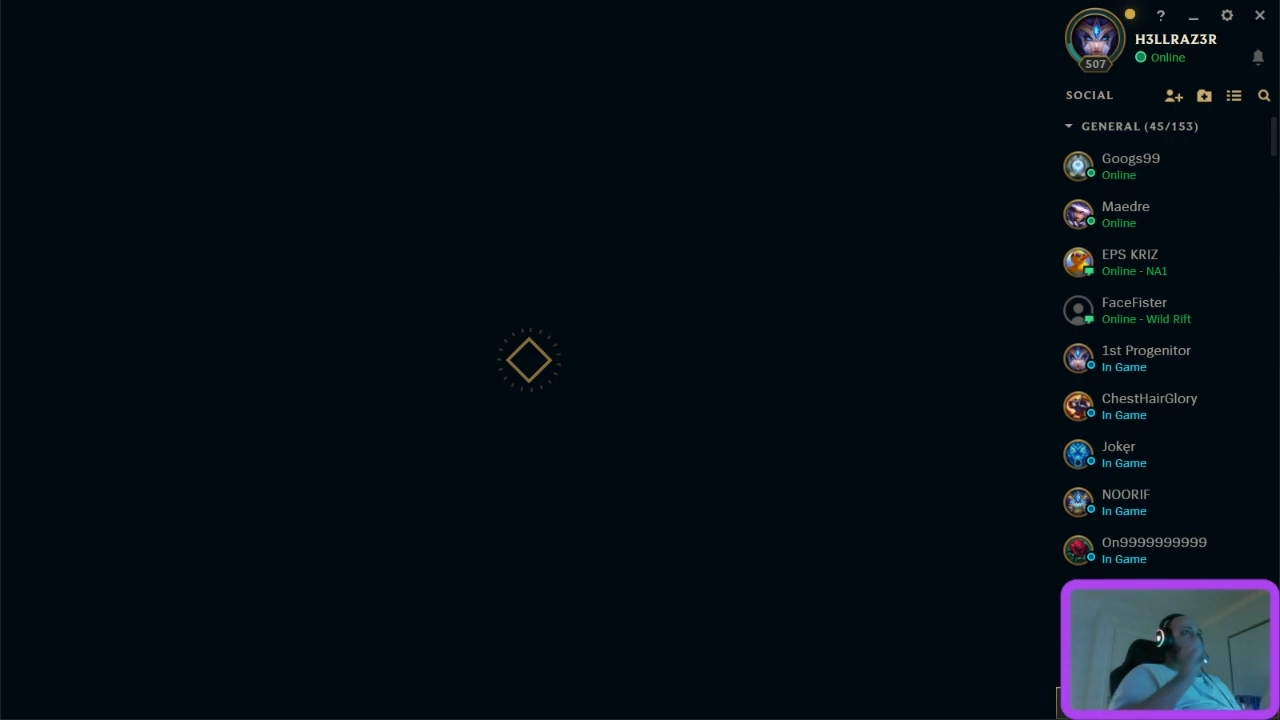 ?
H3LLRAZ3R
507
Online
SOCIAL
GENERAL (45/153)
Googs99
Online
Maedre
Online
EPS KRIZ
Online - NA1
FaceFister
Online - Wild Rift
1st Progenitor
In Game
ChestHairGlory
In Game
Jokęr
In Game
NOORIF
In Game
On9999999999
In Game